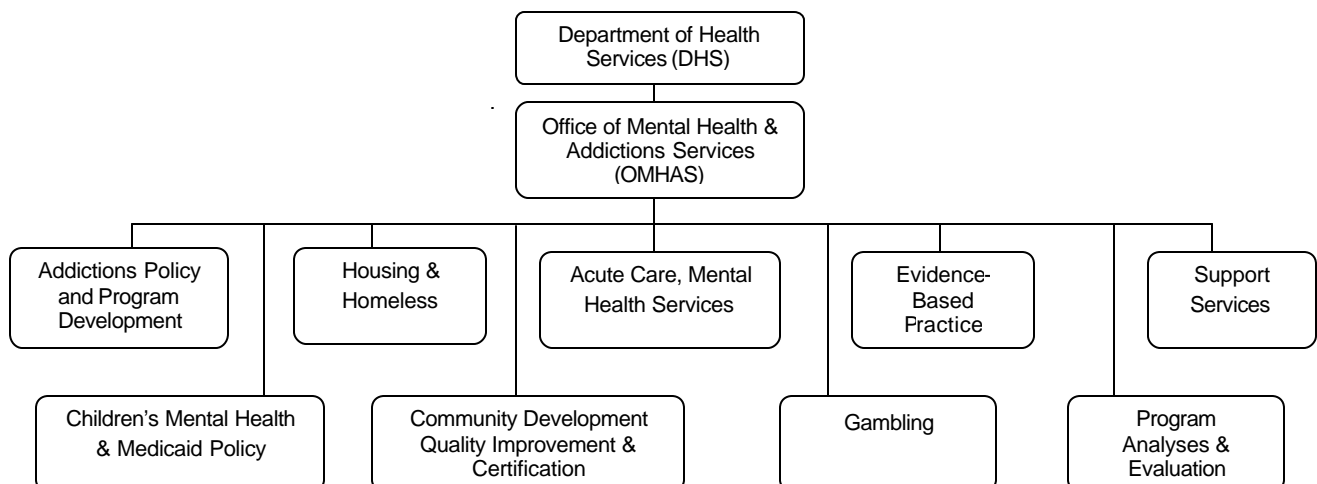 Department of Health
Services (DHS)
Office of Mental Health &
Addictions Services
(OMHAS)
Addictions Policy
and Program
Development
Housing &
Homeless
Acute Care, Mental
Health Services
Evidence-
Based
Practice
Support
Services
Children’s Mental Health
& Medicaid Policy
Community Development
Quality Improvement &
Certification
Gambling
Program
Analyses &
Evaluation